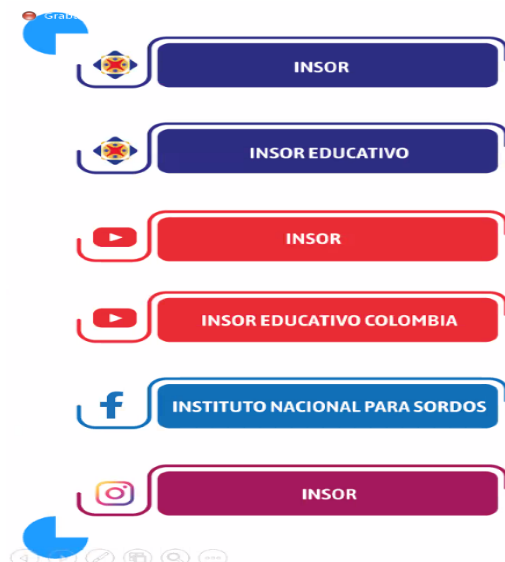 INSOR
INSOR EDUCATIVO
INSOR
INSOR EDUCATIVO COLOMBIA
INSTITUTO NACIONAL PARA SORDOS
INSOR